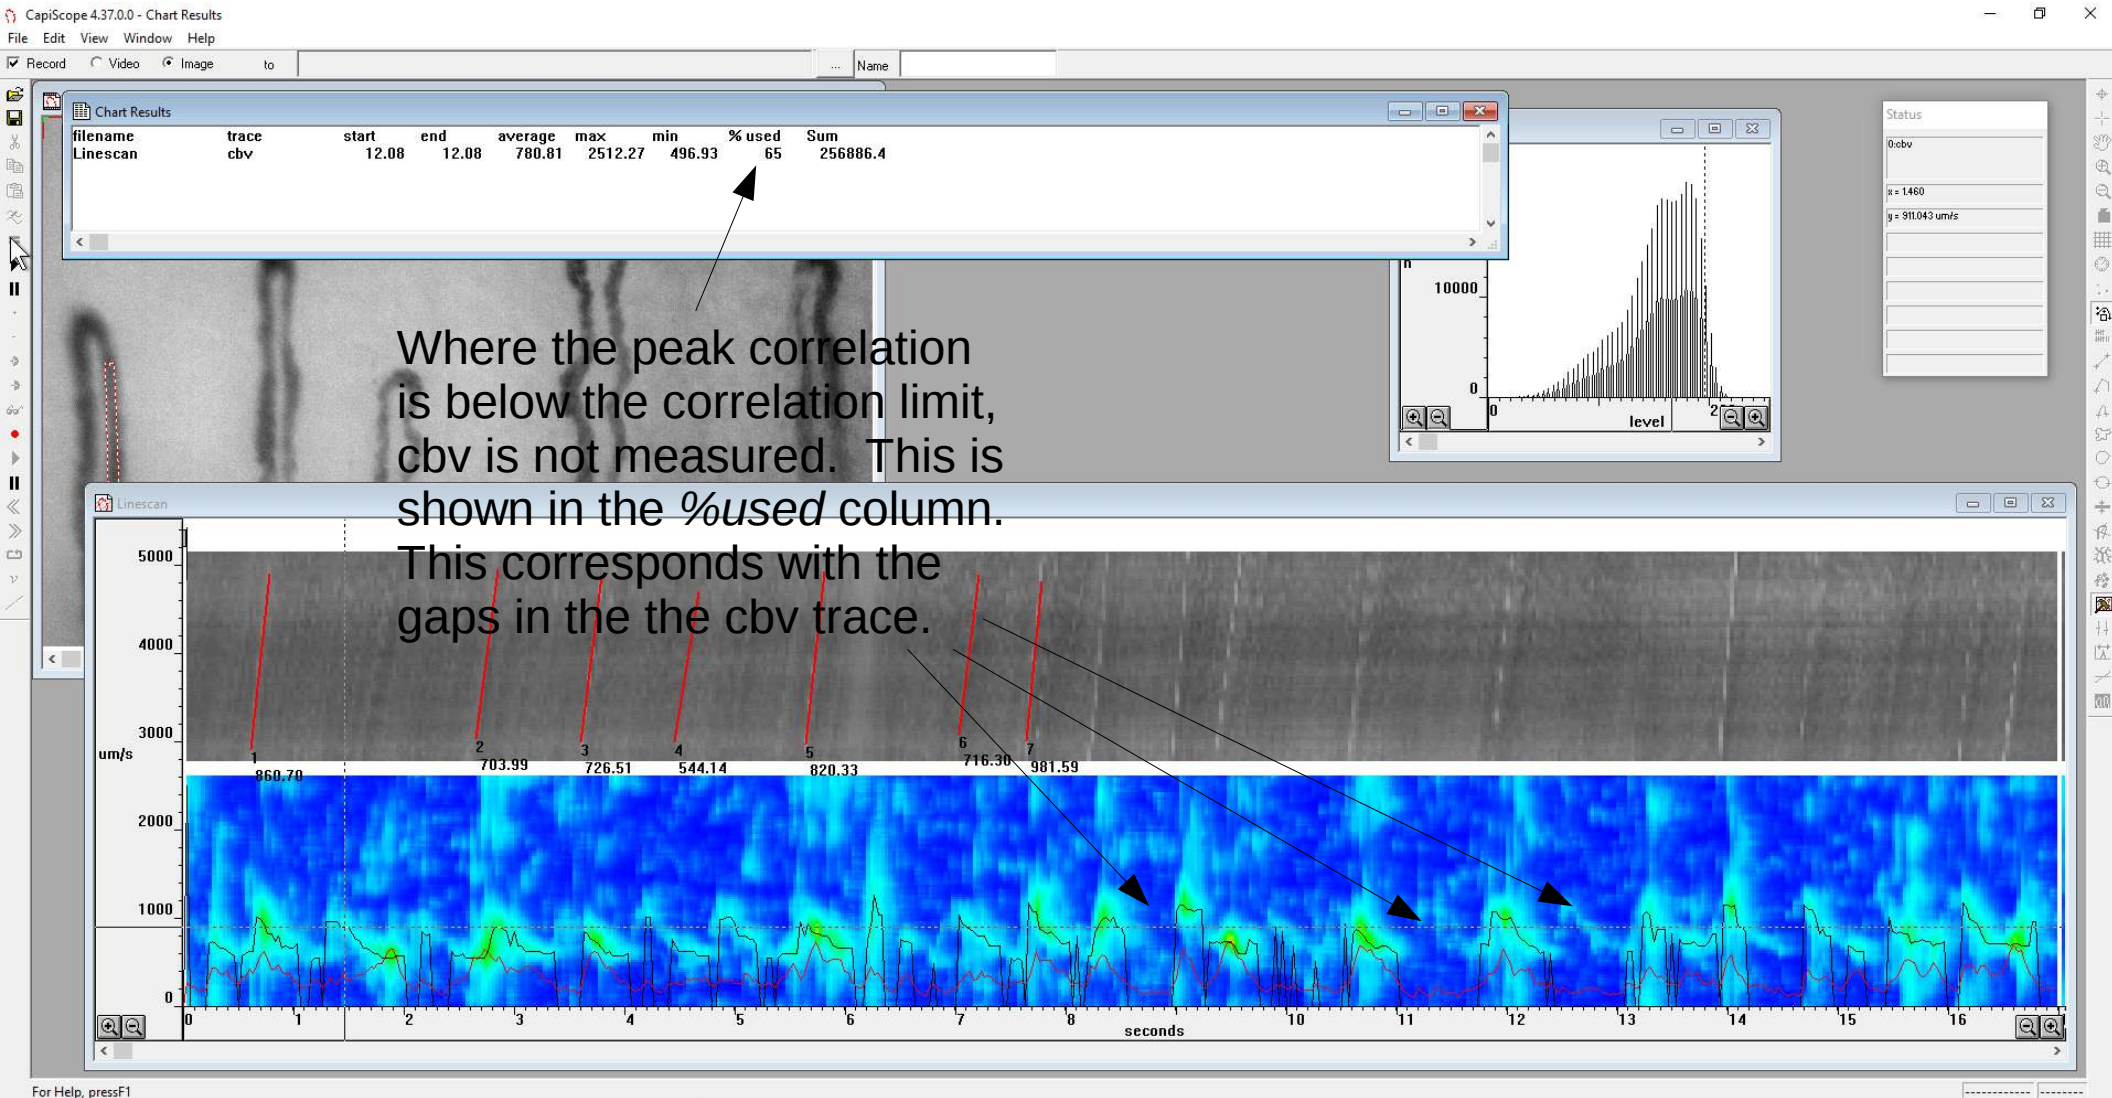 CapiScope 4.37.0.0 - Chart Results
File Edit View Window Help
Record Video Image to ... Name
Chart Results
filename trace start end average max min % used Sum
Linescan cbv 12.08 12.08 780.81 2512.27 496.93 65 256886.4
Status
0:cbv
x = 1.460
y = 911.043 um/s
10000
0
0
level
Where the peak correlation
is below the correlation limit,
cbv is not measured. This is
shown in the %used column.
This corresponds with the
gaps in the the cbv trace.
Linescan
5000
4000
3000
um/s
2000
1000
0
1 2 3 4 5 6 7
860.70 703.99 726.51 544.14 820.33 716.30 981.59
0 1 2 3 4 5 6 7 8 10 11 12 13 14 15 16
seconds
For Help, pressF1